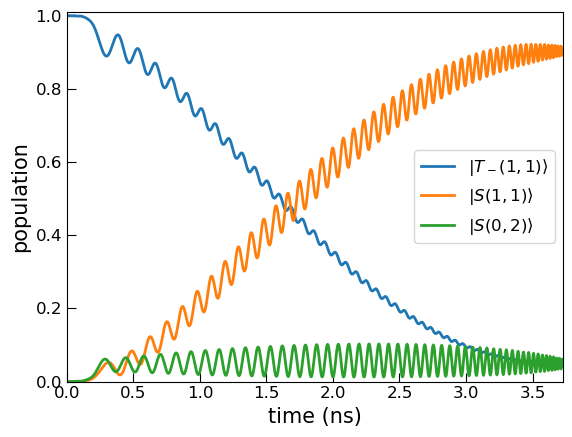 1.0
0.8
0.6
0.4
0.2
0.0
population
|T−(1, 1)⟩
|S(1, 1)⟩
|S(0, 2)⟩
0.0 0.5 1.0 1.5 2.0 2.5 3.0 3.5
time (ns)